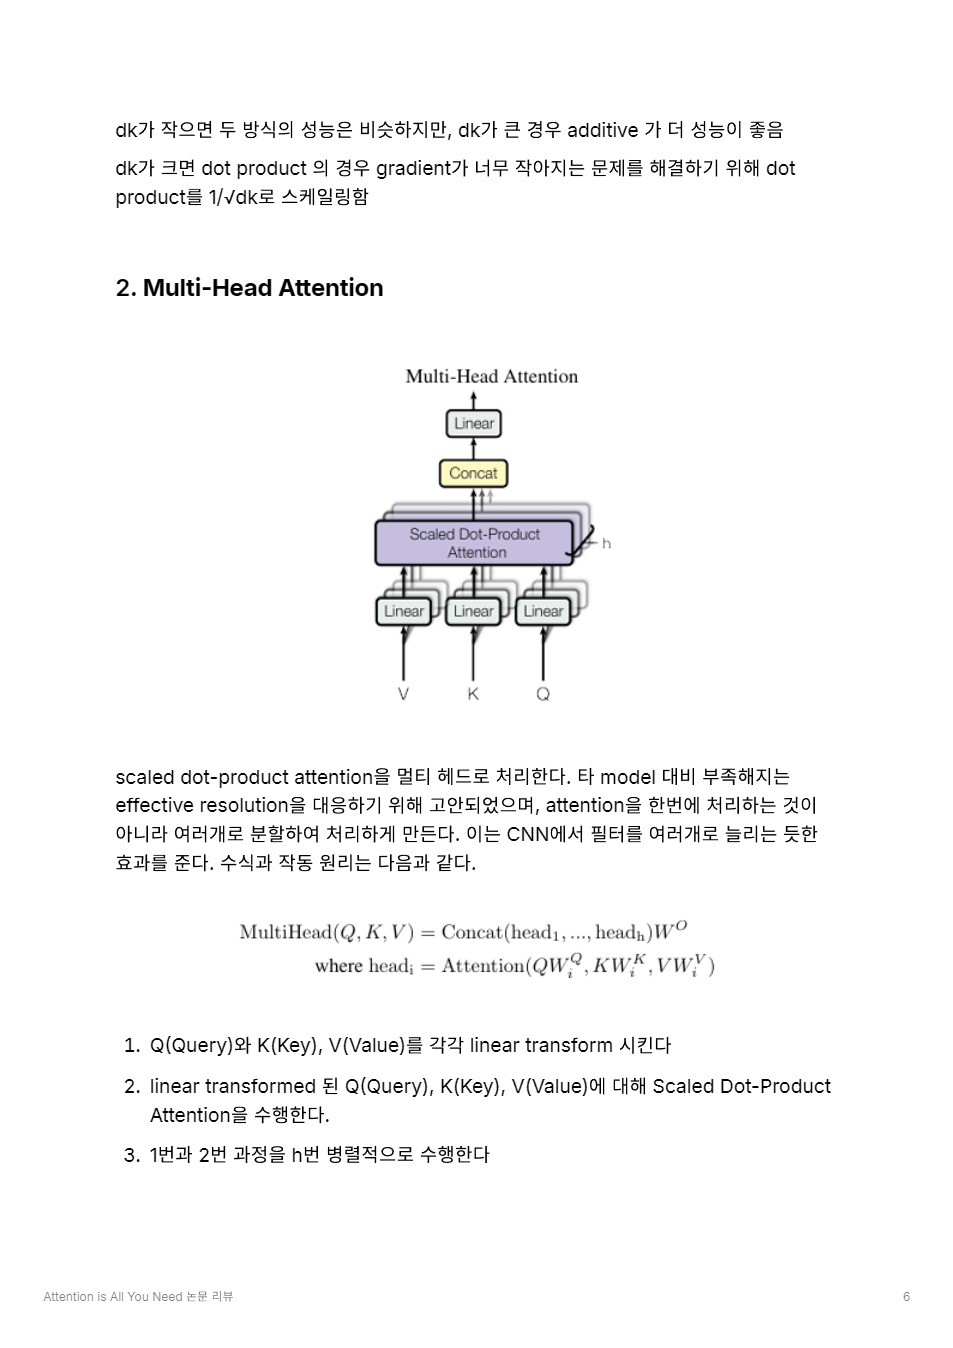 dk가 작으면 두 방식의 성능은 비슷하지만, dk가 큰 경우 additive 가 더 성능이 좋음
dk가 크면 dot product 의 경우 gradient가 너무 작아지는 문제를 해결하기 위해 dot
product를 1/√dk로 스케일링함
2. Multi-Head Attention
Multi-Head Attention
Linear
Concat
Scaled Dot-Product
Attention
h
Linear Linear Linear
V K Q
scaled dot-product attention을 멀티 헤드로 처리한다. 타 model 대비 부족해지는
effective resolution을 대응하기 위해 고안되었으며, attention을 한번에 처리하는 것이
아니라 여러개로 분할하여 처리하게 만든다. 이는 CNN에서 필터를 여러개로 늘리는 듯한
효과를 준다. 수식과 작동 원리는 다음과 같다.
MultiHead(Q, K, V) = Concat(head₁, ..., headₕ)W^O
where headᵢ = Attention(QW_i^Q, KW_i^K, VW_i^V)
1. Q(Query)와 K(Key), V(Value)를 각각 linear transform 시킨다
2. linear transformed 된 Q(Query), K(Key), V(Value)에 대해 Scaled Dot-Product
Attention을 수행한다.
3. 1번과 2번 과정을 h번 병렬적으로 수행한다
Attention is All You Need 논문 리뷰
6